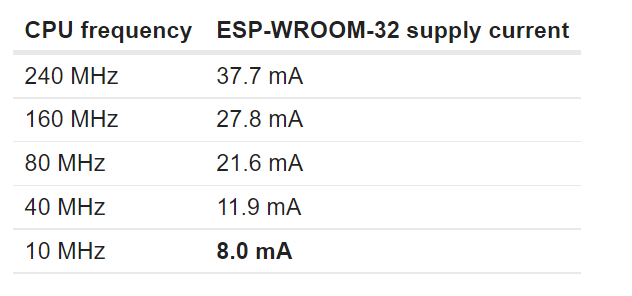 CPU frequency ESP-WROOM-32 supply current
240 MHz 37.7 mA
160 MHz 27.8 mA
80 MHz 21.6 mA
40 MHz 11.9 mA
10 MHz 8.0 mA